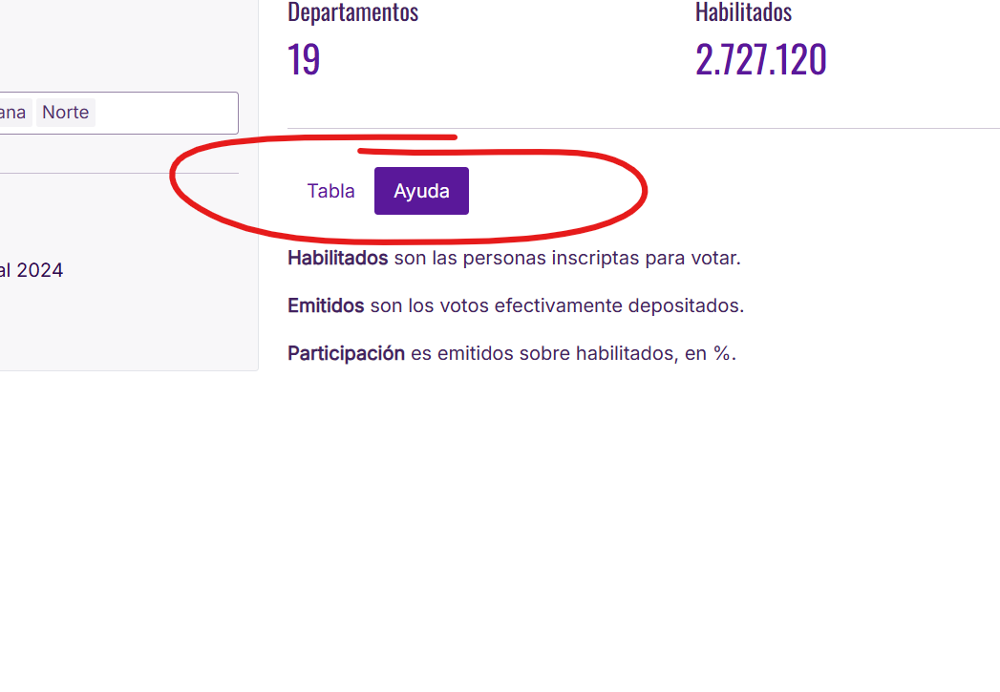 Departamentos
19
Habilitados
2.727.120
Norte
al 2024
Tabla
Ayuda
Habilitados son las personas inscriptas para votar.
Emitidos son los votos efectivamente depositados.
Participación es emitidos sobre habilitados, en %.